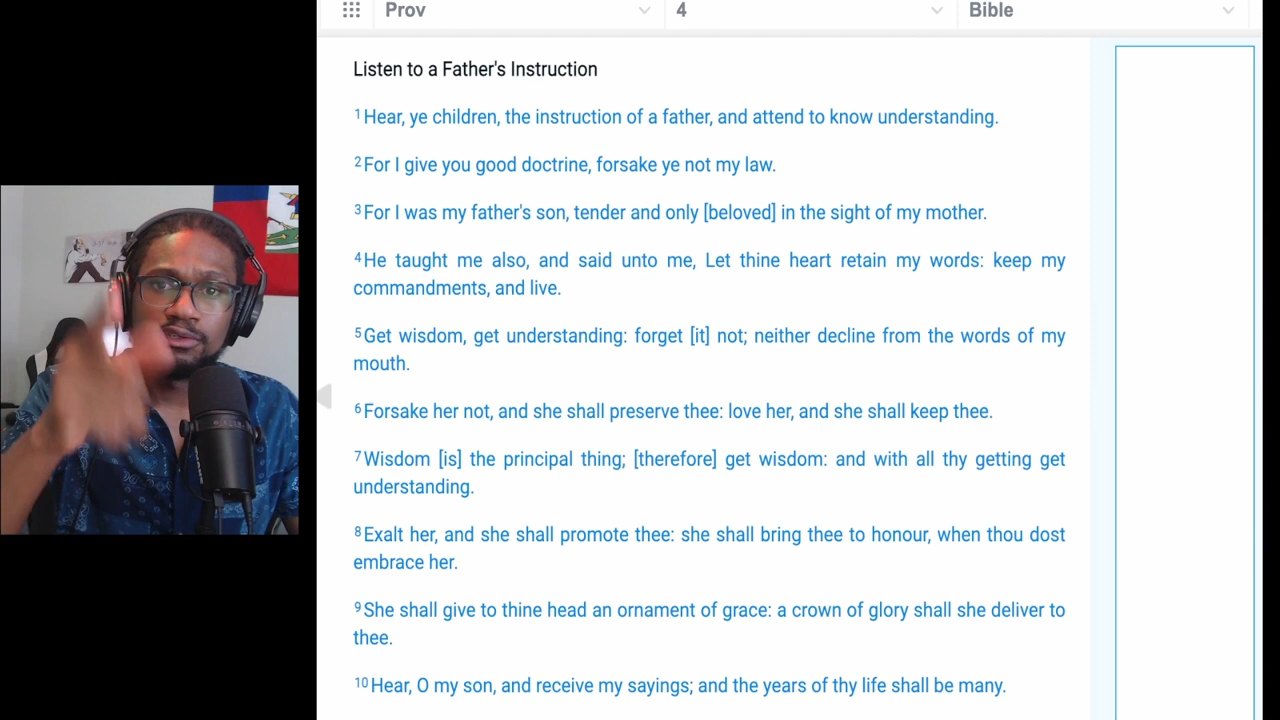 Prov 4 Bible
Listen to a Father's Instruction
1 Hear, ye children, the instruction of a father, and attend to know understanding.
2 For I give you good doctrine, forsake ye not my law.
3 For I was my father's son, tender and only [beloved] in the sight of my mother.
4 He taught me also, and said unto me, Let thine heart retain my words: keep my
commandments, and live.
5 Get wisdom, get understanding: forget [it] not; neither decline from the words of my
mouth.
6 Forsake her not, and she shall preserve thee: love her, and she shall keep thee.
7 Wisdom [is] the principal thing; [therefore] get wisdom: and with all thy getting get
understanding.
8 Exalt her, and she shall promote thee: she shall bring thee to honour, when thou dost
embrace her.
9 She shall give to thine head an ornament of grace: a crown of glory shall she deliver to
thee.
10 Hear, O my son, and receive my sayings; and the years of thy life shall be many.